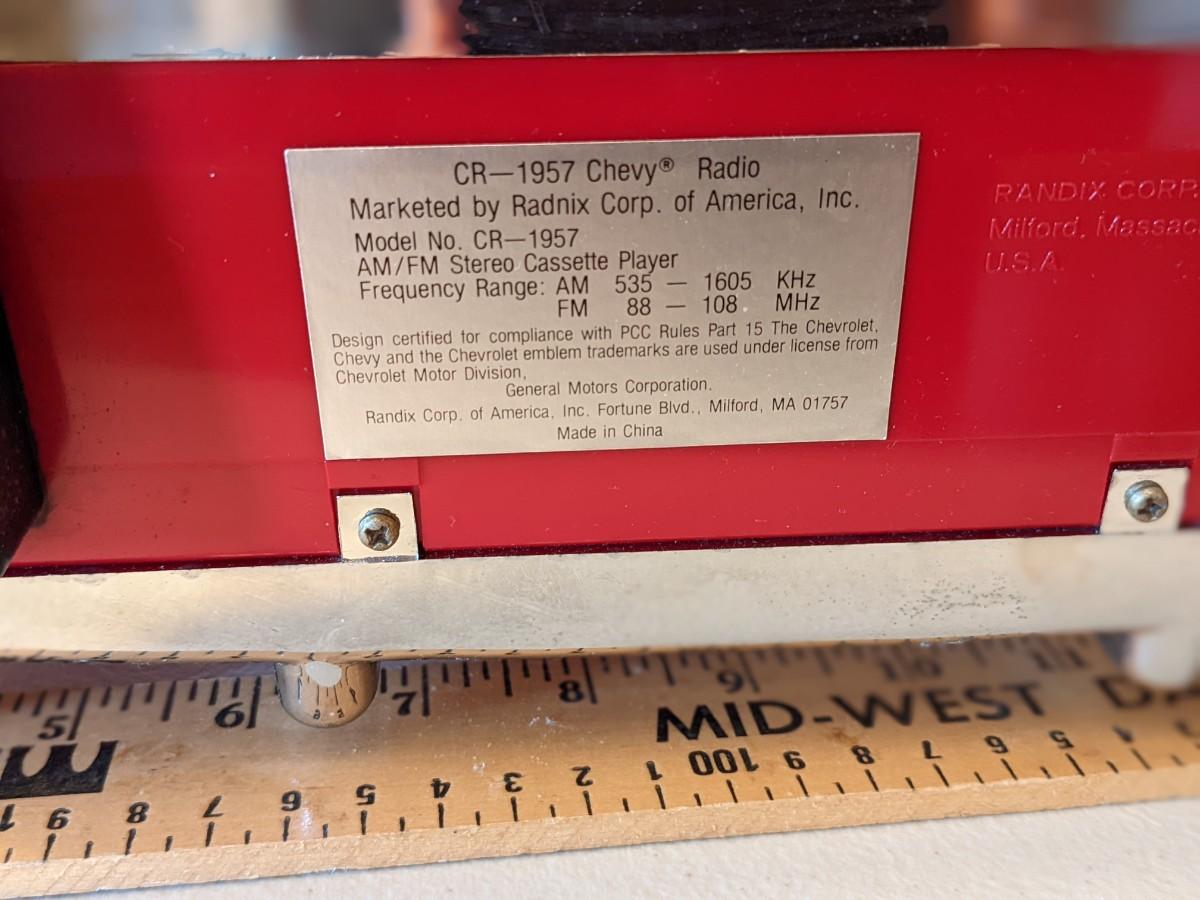 CR—1957 Chevy® Radio
Marketed by Radnix Corp. of America, Inc.
Model No. CR—1957
AM/FM Stereo Cassette Player
Frequency Range: AM 535 — 1605 KHz
FM 88 — 108 MHz
Design certified for compliance with PCC Rules Part 15 The Chevrolet,
Chevy and the Chevrolet emblem trademarks are used under license from
Chevrolet Motor Division,
General Motors Corporation.
Randix Corp. of America, Inc. Fortune Blvd., Milford, MA 01757
Made in China
RANDIX CORP
Milford, Massac
U.S.A.
5 6 7 8 9 10 11
MID-WEST
1 9 8 7 6 5 4 3 2 1 100 9 8 7 6 5 4 3